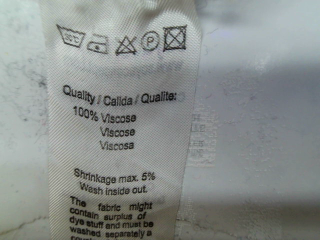 Quality / Calida / Qualite:
100% Viscose
Viscose
Viscosa
Shrinkage max. 5%
Wash inside out.
The fabric might
contain surplus of
dye stuff and must be
washed separately a